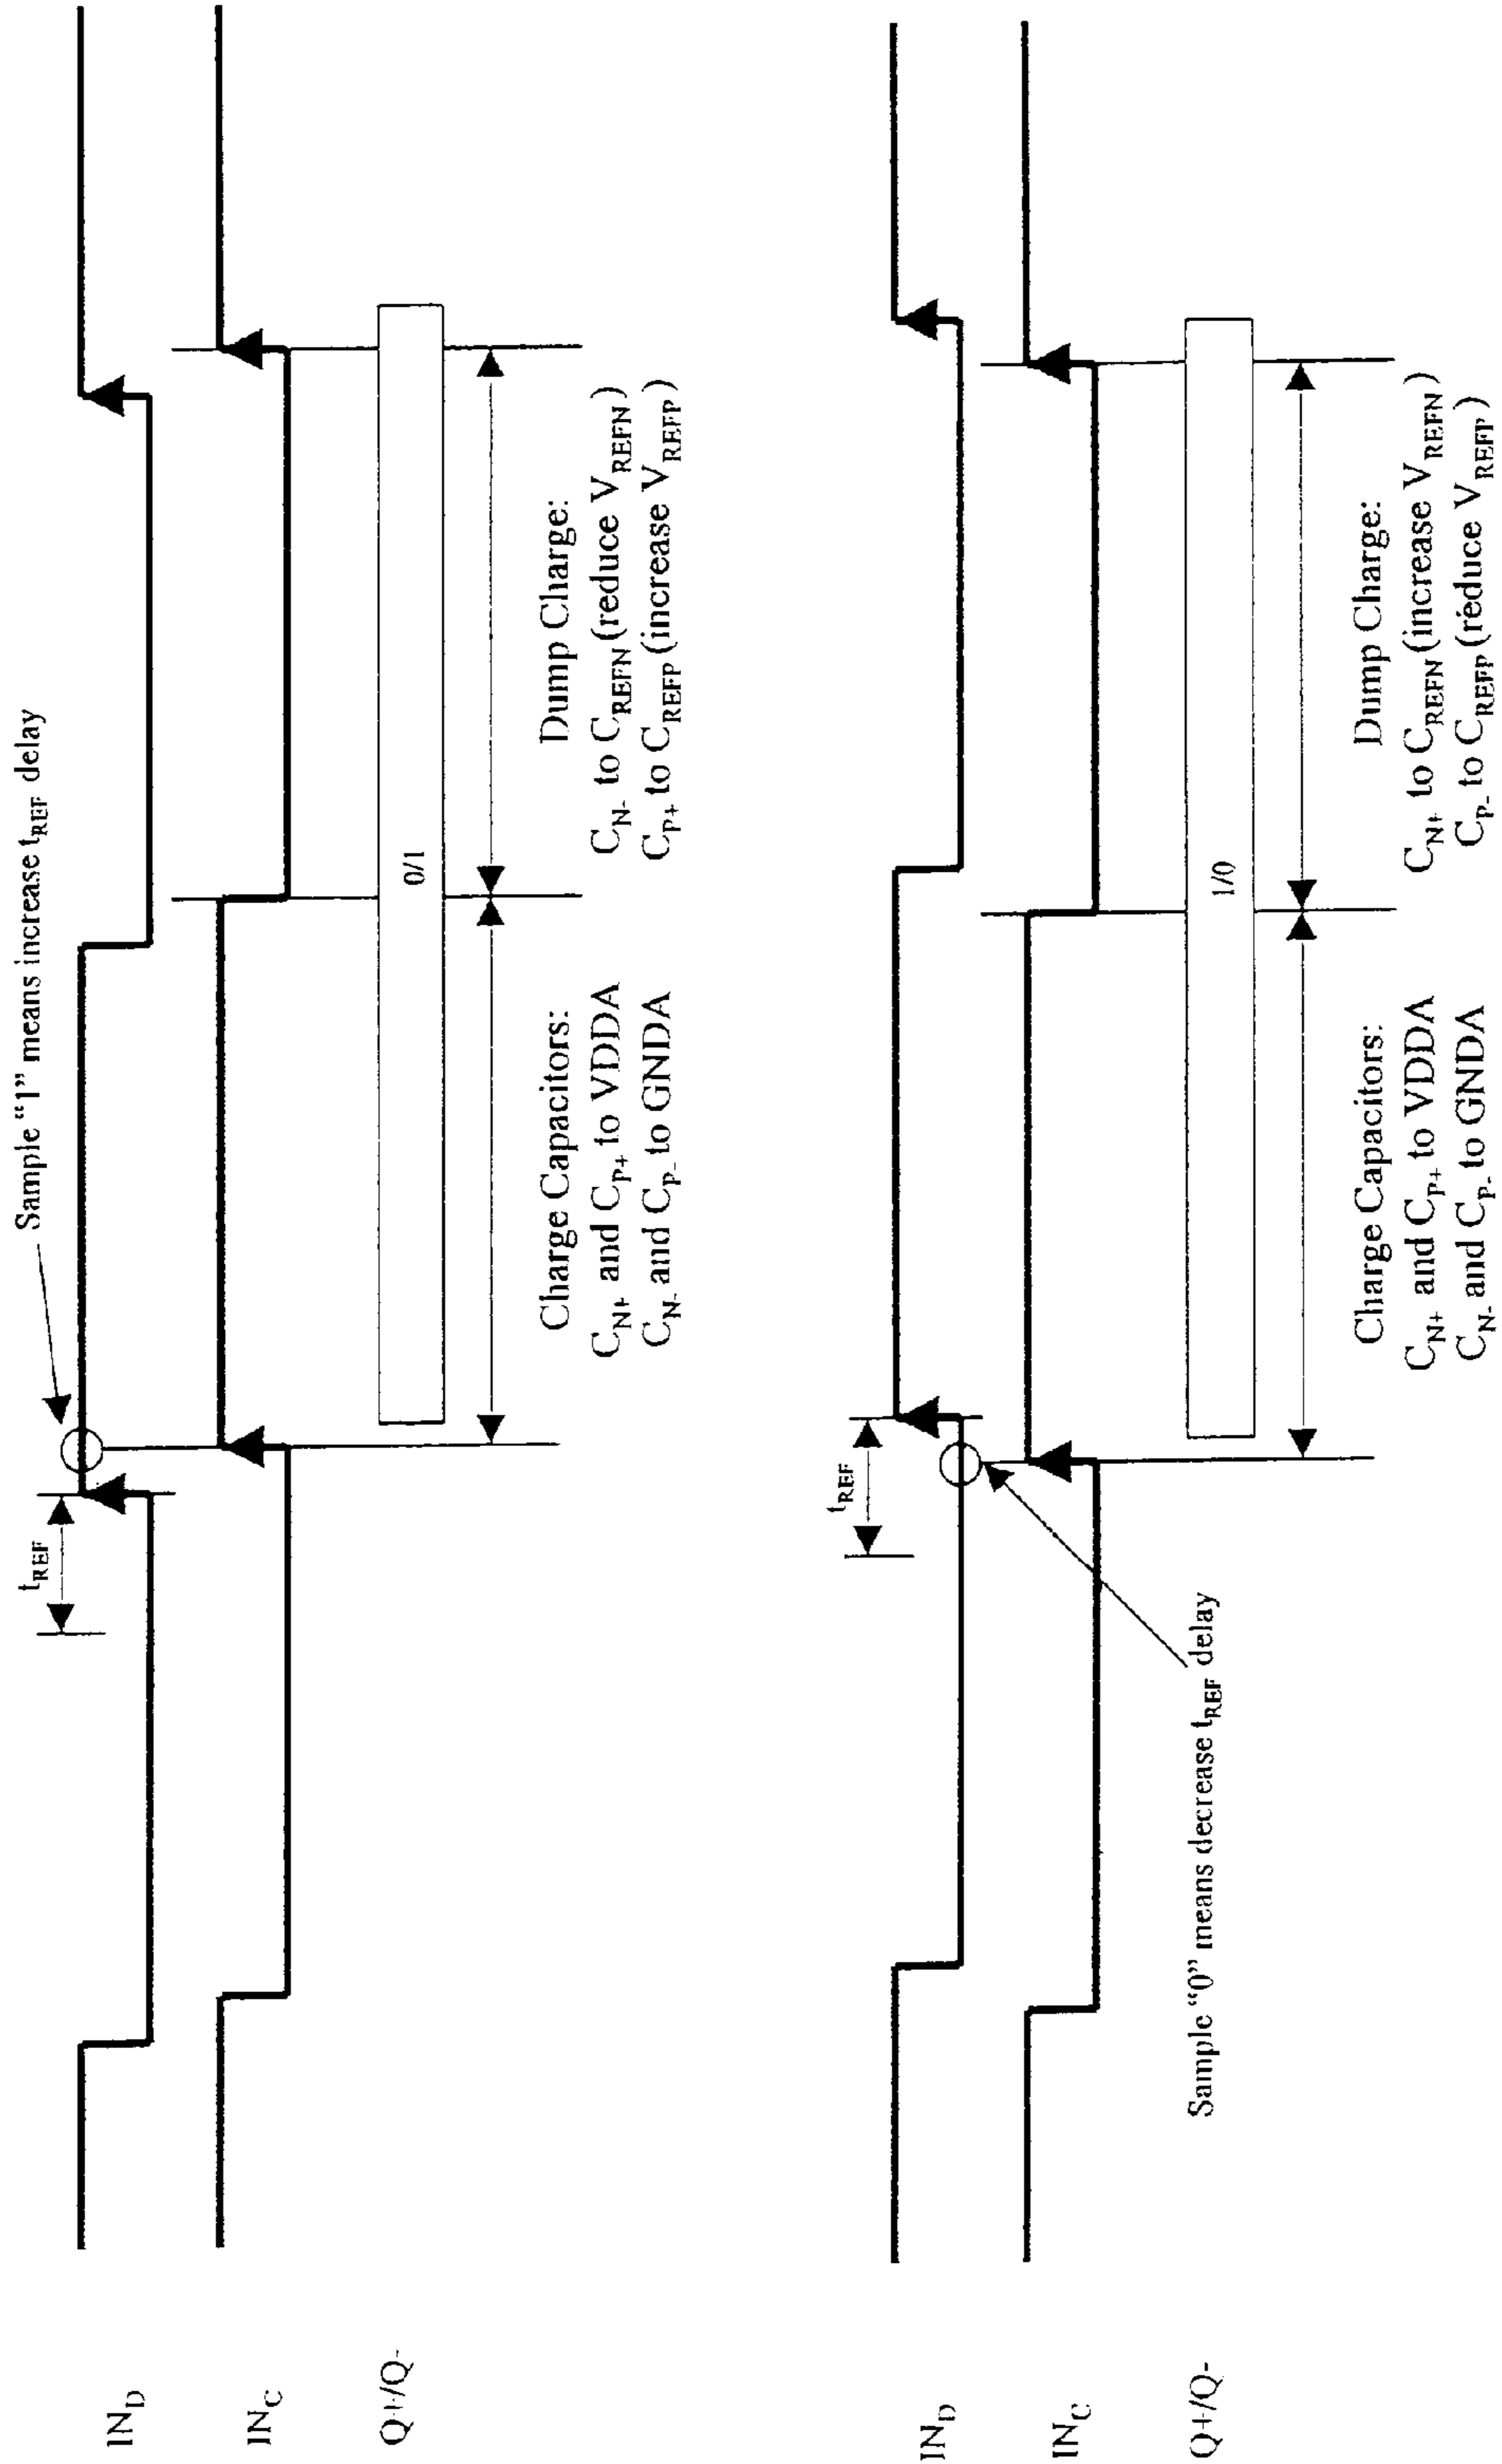 Sample “1” means increase tREF delay
tREF
IND
INC
Q+/Q-
0/1
Charge Capacitors:
CN+ and CP+ to VDDA
CN- and CP- to GNDA
Dump Charge:
CN- to CREFN (reduce VREFN)
CP+ to CREFP (increase VREFP)
tREF
IND
INC
Sample “0” means decrease tREF delay
Q+/Q-
1/0
Charge Capacitors:
CN+ and CP+ to VDDA
CN- and CP- to GNDA
Dump Charge:
CN+ to CREFN (increase VREFN)
CP- to CREFP (reduce VREFP)